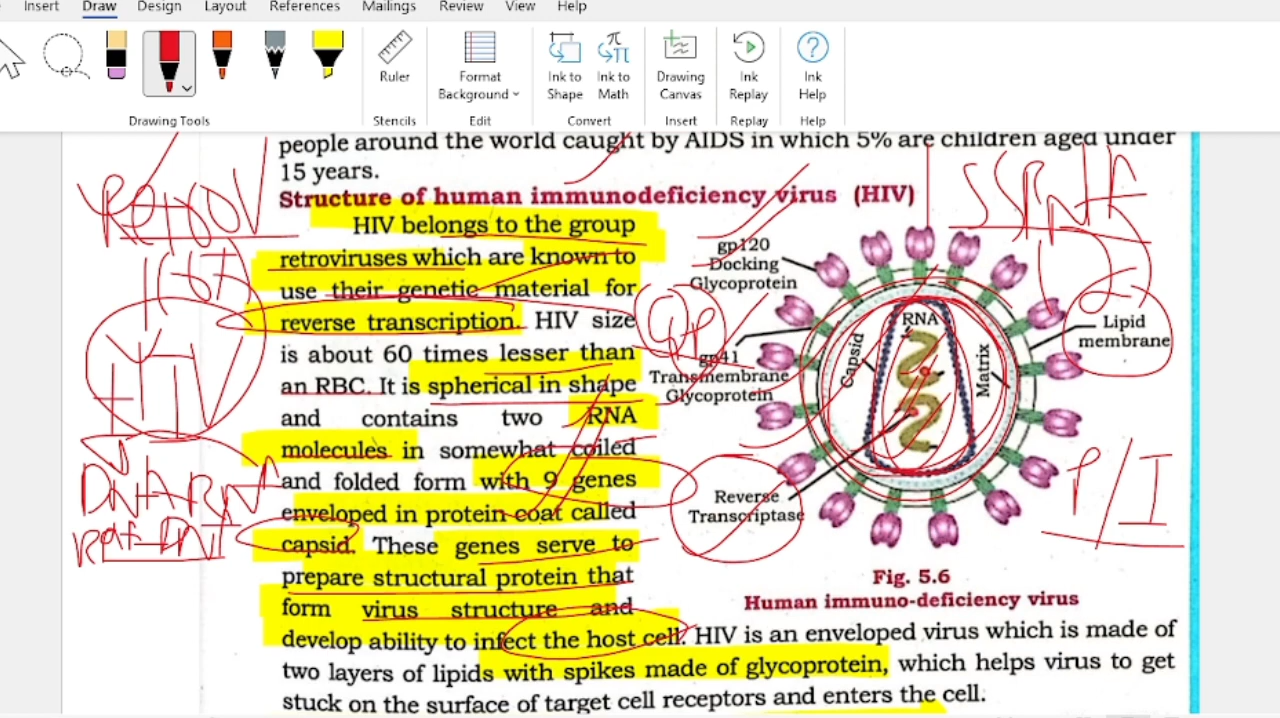 Insert Draw Design Layout References Mailings Review View Help
Ruler
Format Background
Ink to Shape
Ink to Math
Drawing Canvas
Ink Replay
Ink Help
Drawing Tools Stencils Edit Convert Insert Replay Help
people around the world caught by AIDS in which 5% are children aged under
15 years.
Structure of human immunodeficiency virus (HIV)
HIV belongs to the group
retroviruses which are known to
use their genetic material for
reverse transcription. HIV size
is about 60 times lesser than
an RBC. It is spherical in shape
and contains two RNA
molecules in somewhat coiled
and folded form with 9 genes
enveloped in protein coat called
capsid. These genes serve to
prepare structural protein that
form virus structure and
develop ability to infect the host cell. HIV is an enveloped virus which is made of
two layers of lipids with spikes made of glycoprotein, which helps virus to get
stuck on the surface of target cell receptors and enters the cell.
gp120
Docking
Glycoprotein
gp41
Transmembrane
Glycoprotein
Reverse
Transcriptase
RNA
Capsid
Matrix
Lipid
membrane
Fig. 5.6
Human immuno-deficiency virus
SSRNA
GP
P/I